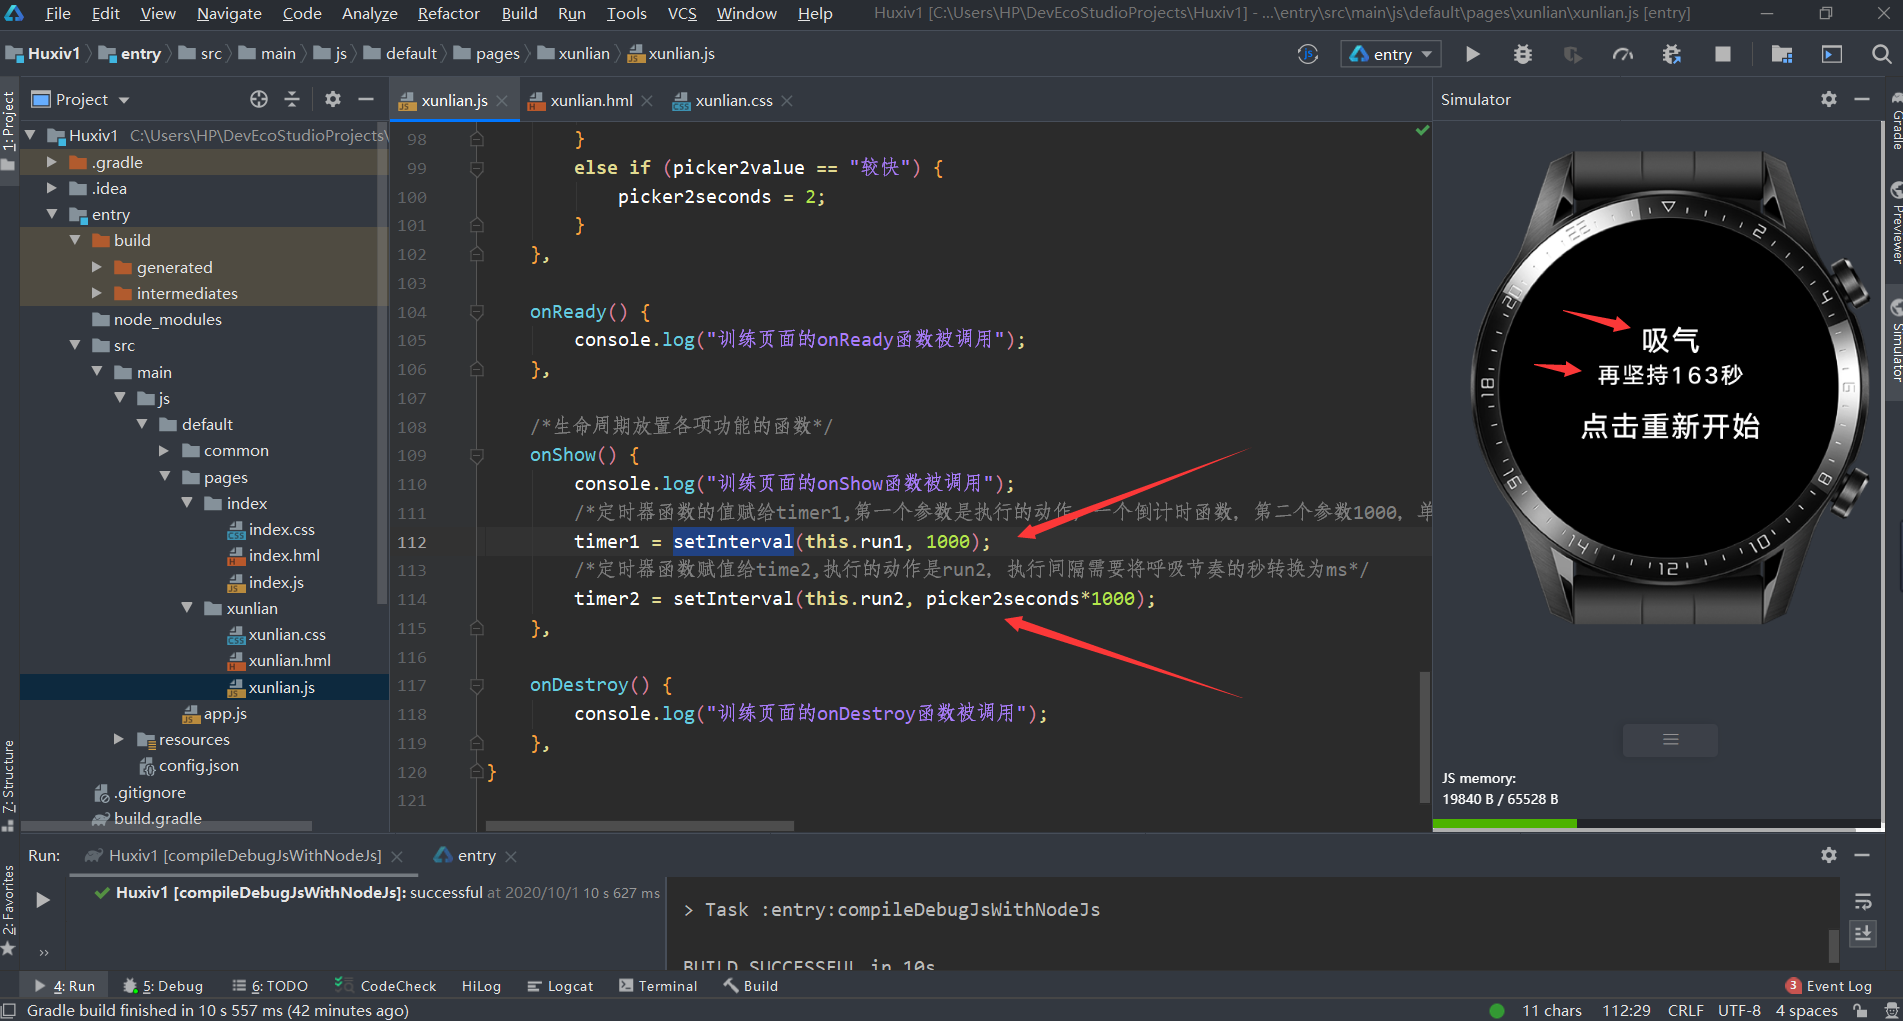 File Edit View Navigate Code Analyze Refactor Build Run Tools VCS Window Help Huxiv1 [C:\Users\HP\DevEcoStudioProjects\Huxiv1] - ...\entry\src\main\js\default\pages\xunlian\xunlian.js [entry]
Huxiv1 entry src main js default pages xunlian xunlian.js entry
1: Project
Project
Huxiv1 C:\Users\HP\DevEcoStudioProjects\
.gradle
.idea
entry
build
generated
intermediates
node_modules
src
main
js
default
common
pages
index
index.css
index.hml
index.js
xunlian
xunlian.css
xunlian.hml
xunlian.js
app.js
resources
config.json
.gitignore
build.gradle
7: Structure
2: Favorites
xunlian.js xunlian.hml xunlian.css
98 }
99 else if (picker2value == "较快") {
100 picker2seconds = 2;
101 }
102 },
103
104 onReady() {
105 console.log("训练页面的onReady函数被调用");
106 },
107
108 /*生命周期放置各项功能的函数*/
109 onShow() {
110 console.log("训练页面的onShow函数被调用");
111 /*定时器函数的值赋给timer1,第一个参数是执行的动作，一个倒计时函数，第二个参数1000，单
112 timer1 = setInterval(this.run1, 1000);
113 /*定时器函数赋值给time2,执行的动作是run2，执行间隔需要将呼吸节奏的秒转换为ms*/
114 timer2 = setInterval(this.run2, picker2seconds*1000);
115 },
116
117 onDestroy() {
118 console.log("训练页面的onDestroy函数被调用");
119 },
120 }
121
Simulator
22
2
4
20
18
16
14
12
10
吸气
再坚持163秒
点击重新开始
JS memory:
19840 B / 65528 B
Gradle
Previewer
Simulator
Run: Huxiv1 [compileDebugJsWithNodeJs] entry
Huxiv1 [compileDebugJsWithNodeJs]: successful at 2020/10/1 10 s 627 ms
> Task :entry:compileDebugJsWithNodeJs
BUILD SUCCESSFUL in 10s
4: Run 5: Debug 6: TODO CodeCheck HiLog Logcat Terminal Build 3 Event Log
Gradle build finished in 10 s 557 ms (42 minutes ago) 11 chars 112:29 CRLF UTF-8 4 spaces